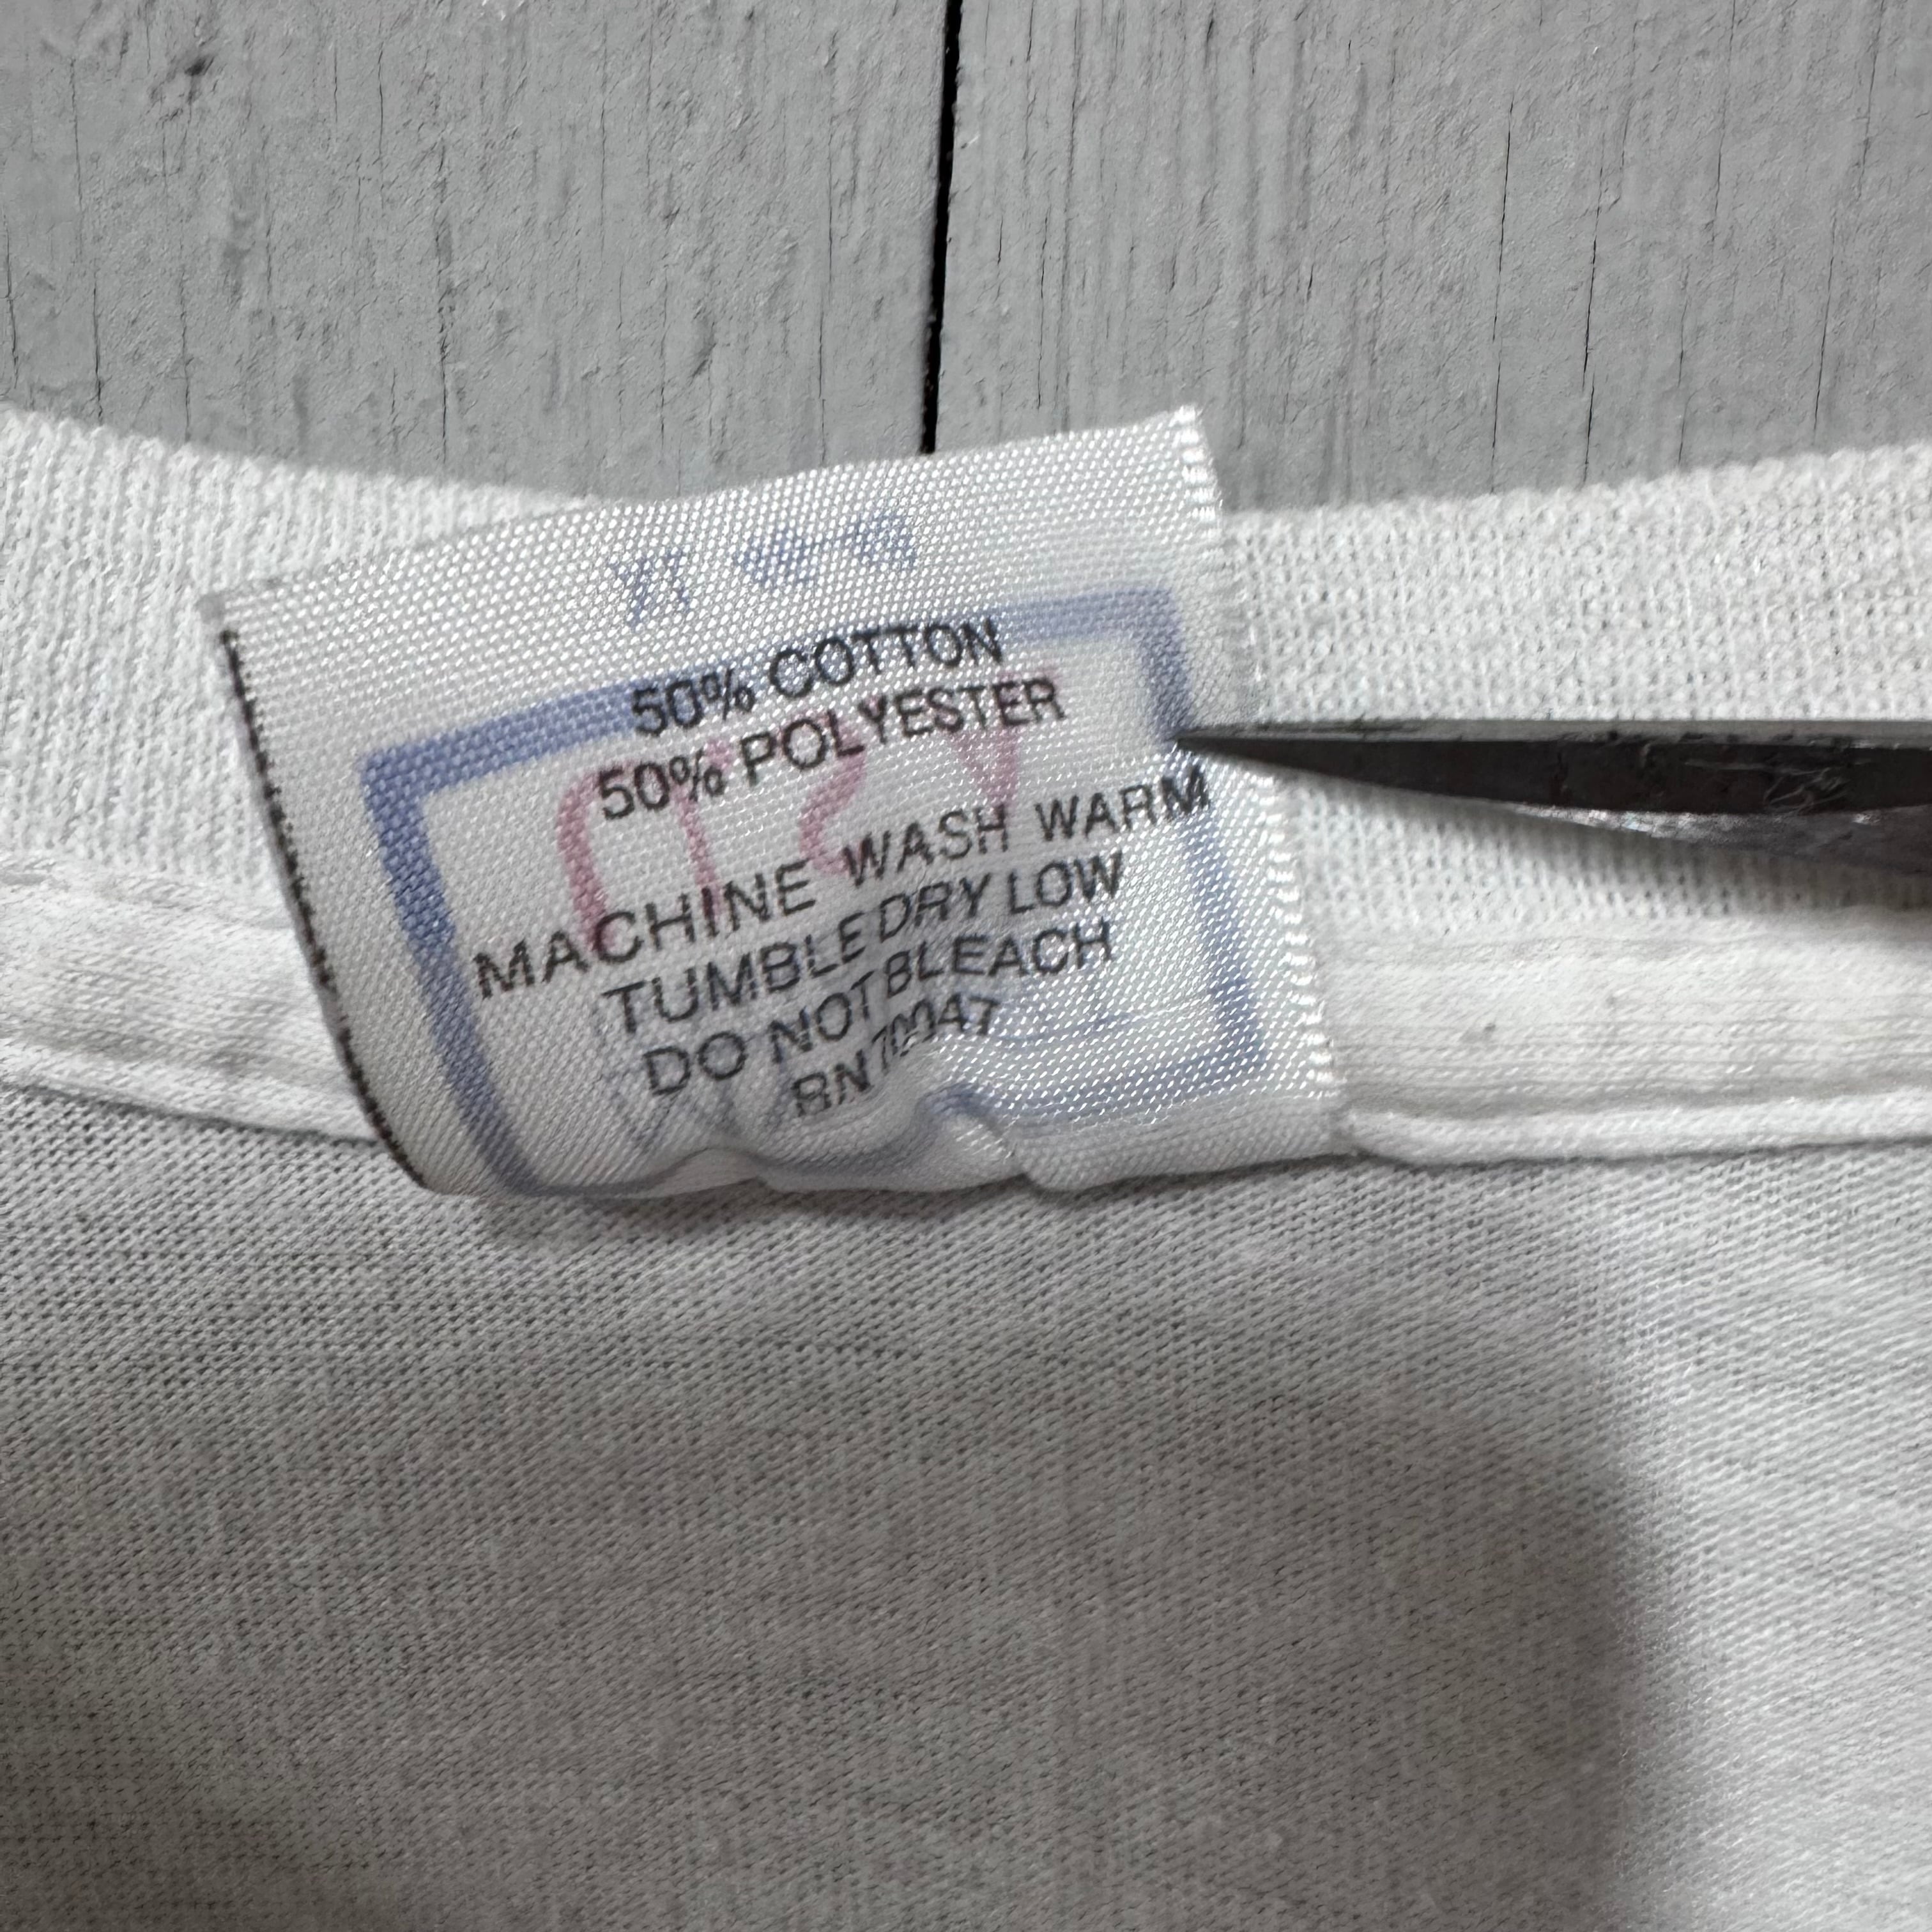 50% COTTON
50% POLYESTER
MACHINE WASH WARM
TUMBLE DRY LOW
DO NOT BLEACH
RN 70047